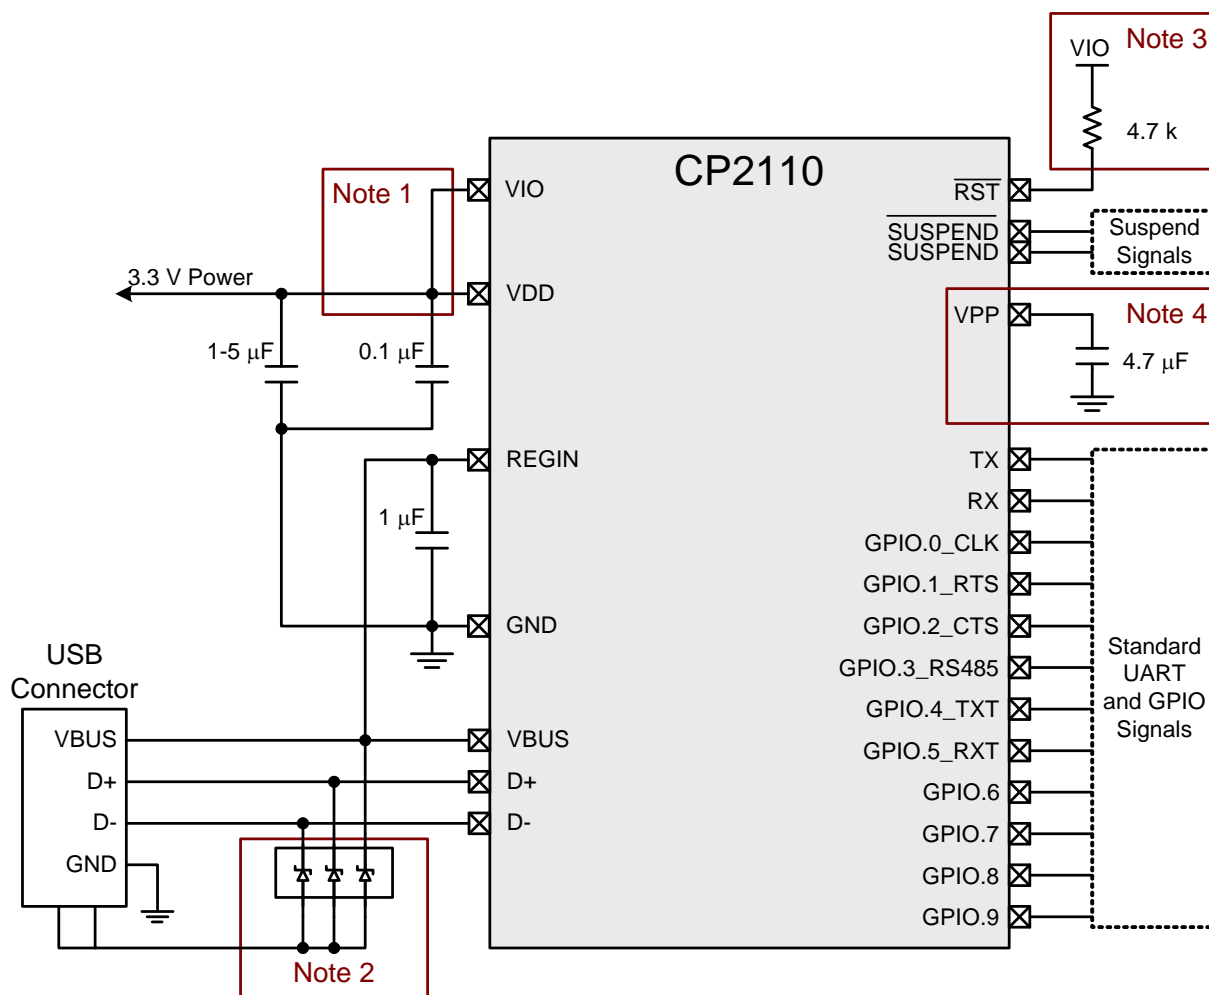 Note 3
VIO
4.7 k
CP2110
Note 1
VIO
RST
SUSPEND
SUSPEND
Suspend
Signals
3.3 V Power
VDD
VPP
Note 4
1-5 μF
0.1 μF
4.7 μF
REGIN
TX
RX
1 μF
GPIO.0_CLK
GPIO.1_RTS
GND
GPIO.2_CTS
GPIO.3_RS485
GPIO.4_TXT
GPIO.5_RXT
GPIO.6
GPIO.7
GPIO.8
GPIO.9
Standard
UART
and GPIO
Signals
USB
Connector
VBUS
D+
D-
GND
VBUS
D+
D-
Note 2